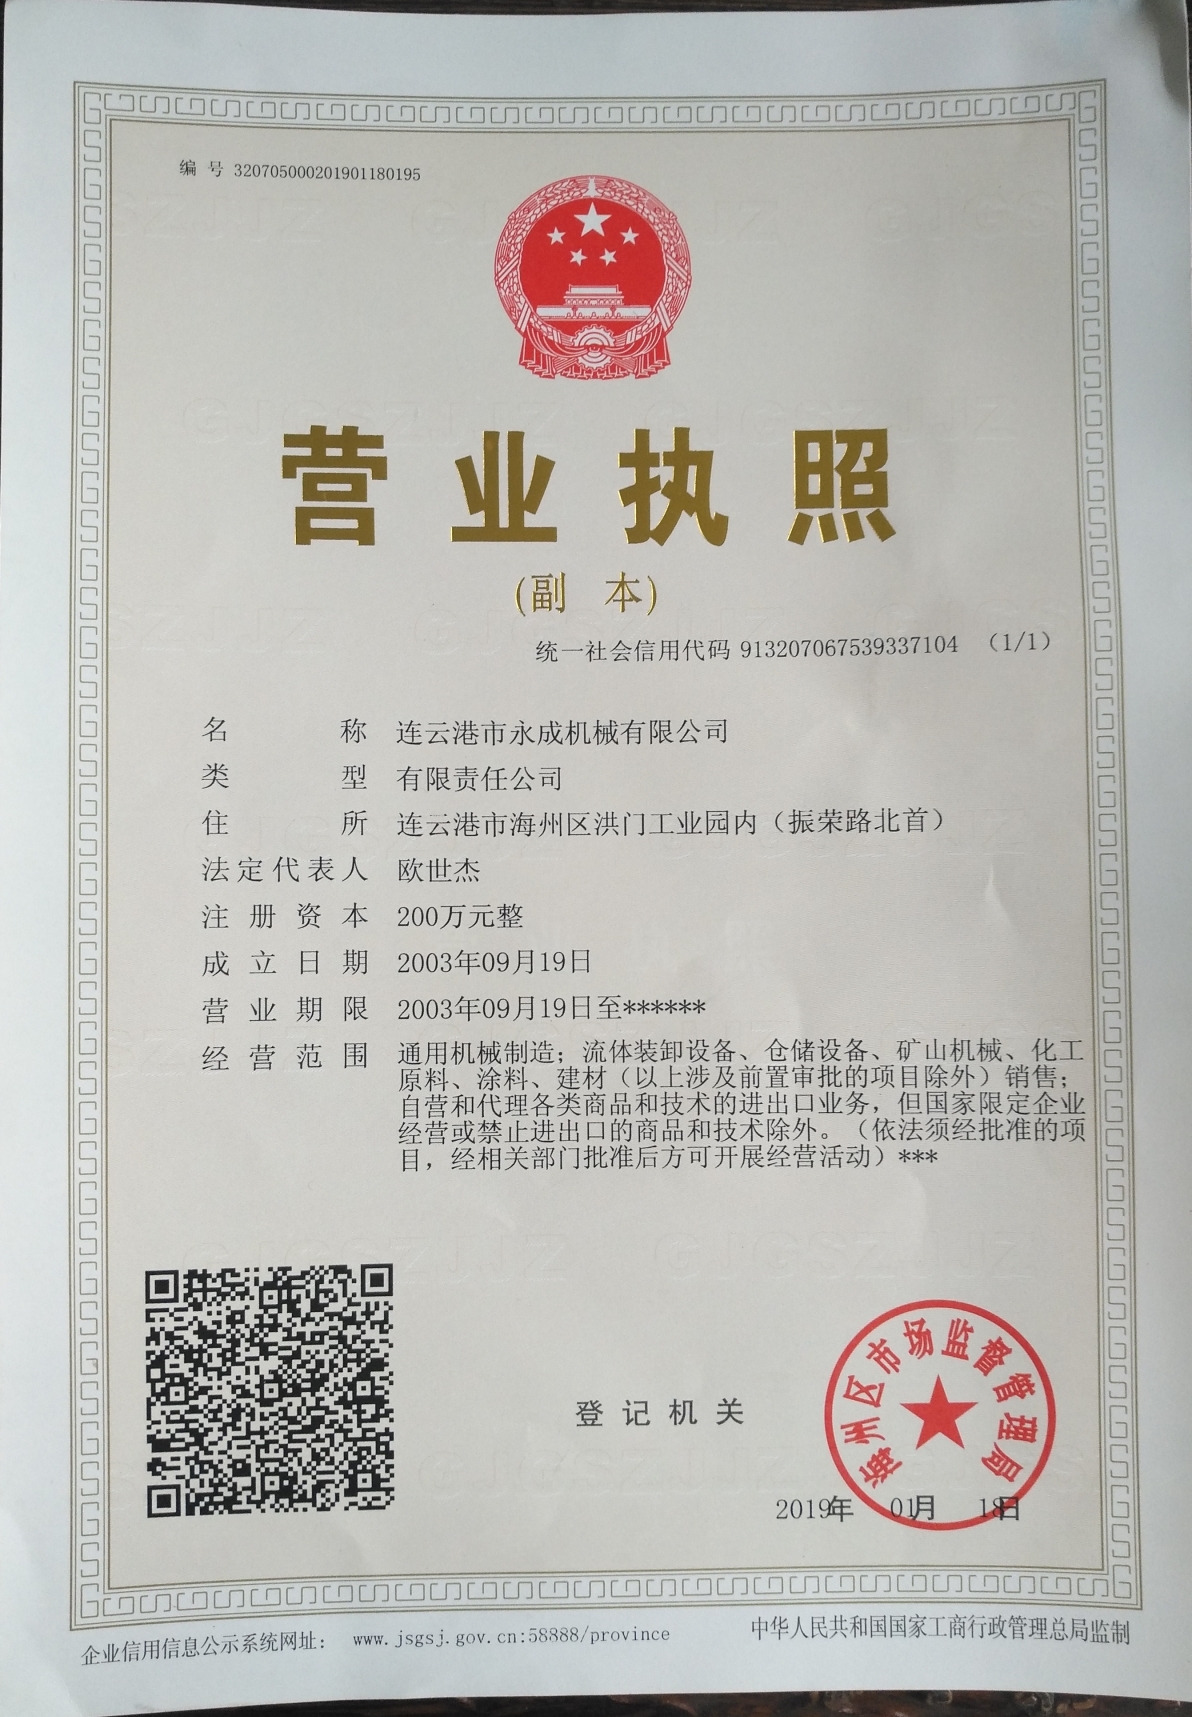 编 号 320705000201901180195
营业执照
(副 本)
统一社会信用代码 913207067539337104 （1/1）
名 称 连云港市永成机械有限公司
类 型 有限责任公司
住 所 连云港市海州区洪门工业园内（振荣路北首）
法定代表人 欧世杰
注 册 资 本 200万元整
成 立 日 期 2003年09月19日
营 业 期 限 2003年09月19日至******
经 营 范 围 通用机械制造；流体装卸设备、仓储设备、矿山机械、化工
原料、涂料、建材（以上涉及前置审批的项目除外）销售；
自营和代理各类商品和技术的进出口业务，但国家限定企业
经营或禁止进出口的商品和技术除外。（依法须经批准的项
目，经相关部门批准后方可开展经营活动）***
海州区市场监督管理局
登 记 机 关
2019年 01月 18日
企业信用信息公示系统网址： www.jsgsj.gov.cn:58888/province
中华人民共和国国家工商行政管理总局监制